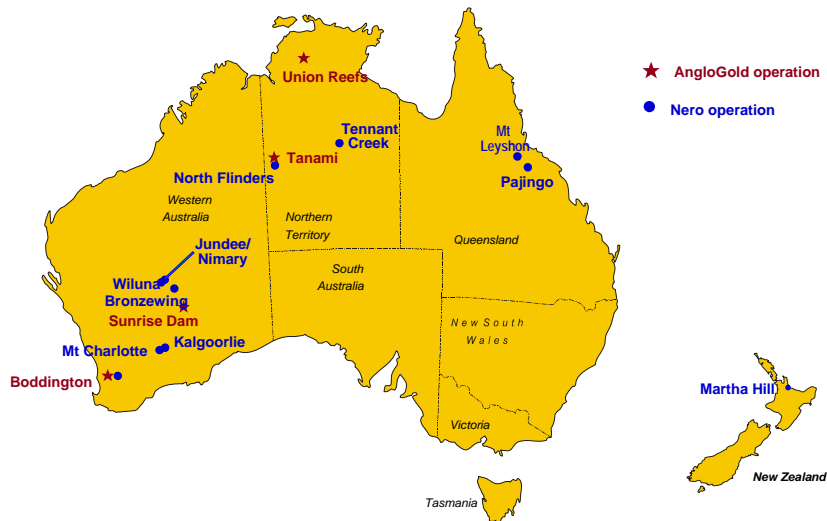 Union Reefs
AngloGold operation
Nero operation
Tennant
Creek
Mt
Leyshon
Tanami
North Flinders
Pajingo
Western
Australia
Northern
Territory
Queensland
Jundee/
Nimary
South
Australia
Wiluna
Bronzewing
Sunrise Dam
New South
Wales
Mt Charlotte
Kalgoorlie
Boddington
Martha Hill
Victoria
New Zealand
Tasmania